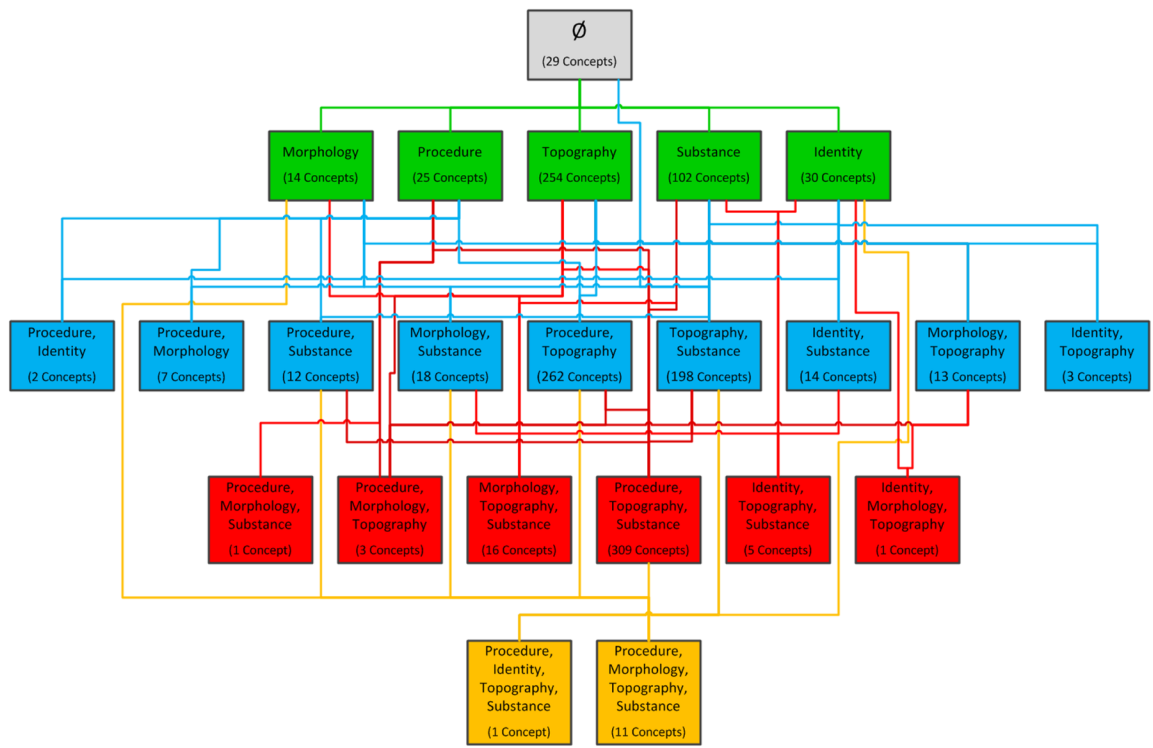 Ø
(29 Concepts)
Morphology
(14 Concepts)
Procedure
(25 Concepts)
Topography
(254 Concepts)
Substance
(102 Concepts)
Identity
(30 Concepts)
Procedure,
Identity
(2 Concepts)
Procedure,
Morphology
(7 Concepts)
Procedure,
Substance
(12 Concepts)
Morphology,
Substance
(18 Concepts)
Procedure,
Topography
(262 Concepts)
Topography,
Substance
(198 Concepts)
Identity,
Substance
(14 Concepts)
Morphology,
Topography
(13 Concepts)
Identity,
Topography
(3 Concepts)
Procedure,
Morphology,
Substance
(1 Concept)
Procedure,
Morphology,
Topography
(3 Concepts)
Morphology,
Topography,
Substance
(16 Concepts)
Procedure,
Topography,
Substance
(309 Concepts)
Identity,
Topography,
Substance
(5 Concepts)
Identity,
Morphology,
Topography
(1 Concept)
Procedure,
Identity,
Topography,
Substance
(1 Concept)
Procedure,
Morphology,
Topography,
Substance
(11 Concepts)